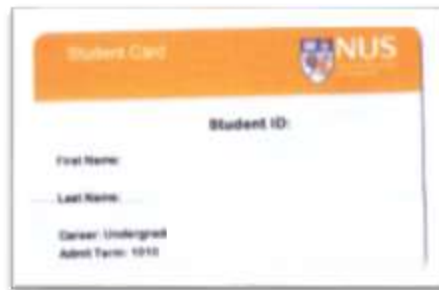 Student Card
NUS
Student ID:
First Name:
Last Name:
Career: Undergrad
Admit Term: 1010